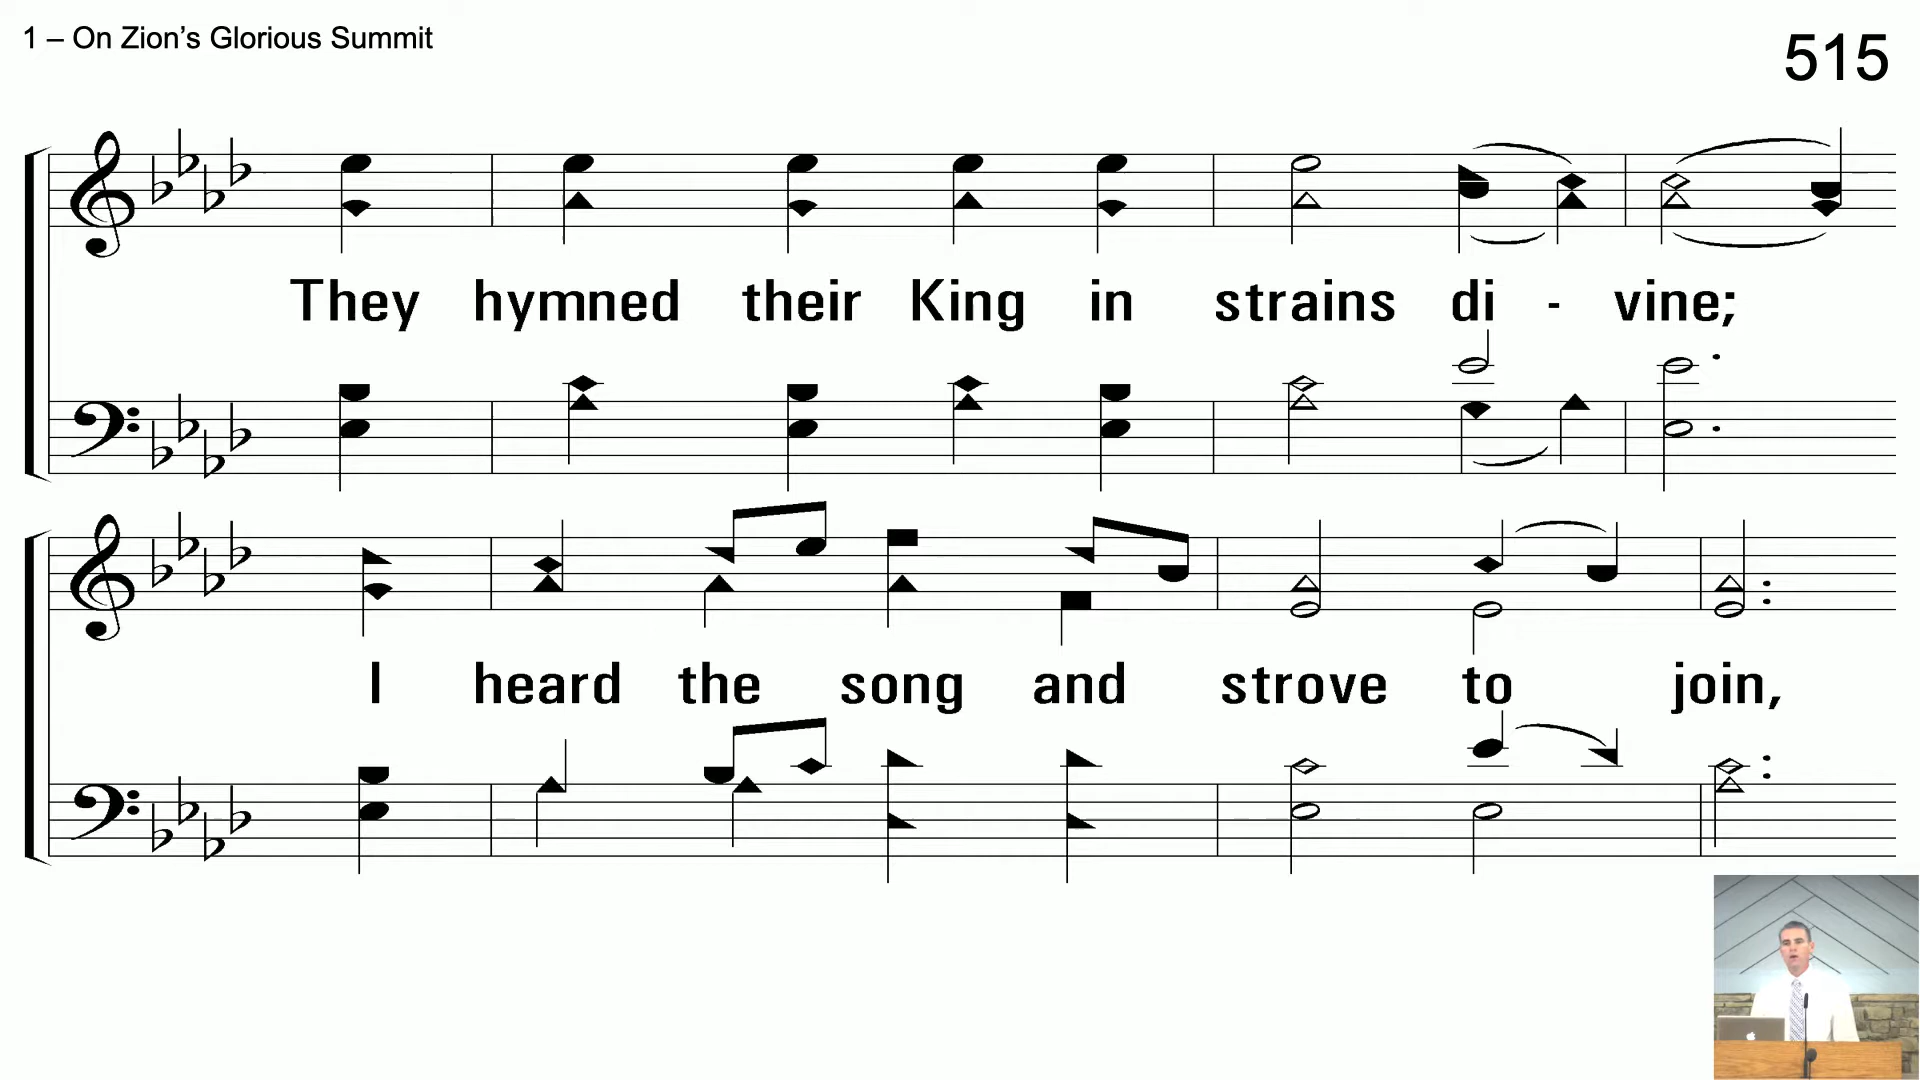 1 – On Zion’s Glorious Summit
515
They hymned their King in strains di - vine;
I heard the song and strove to join,